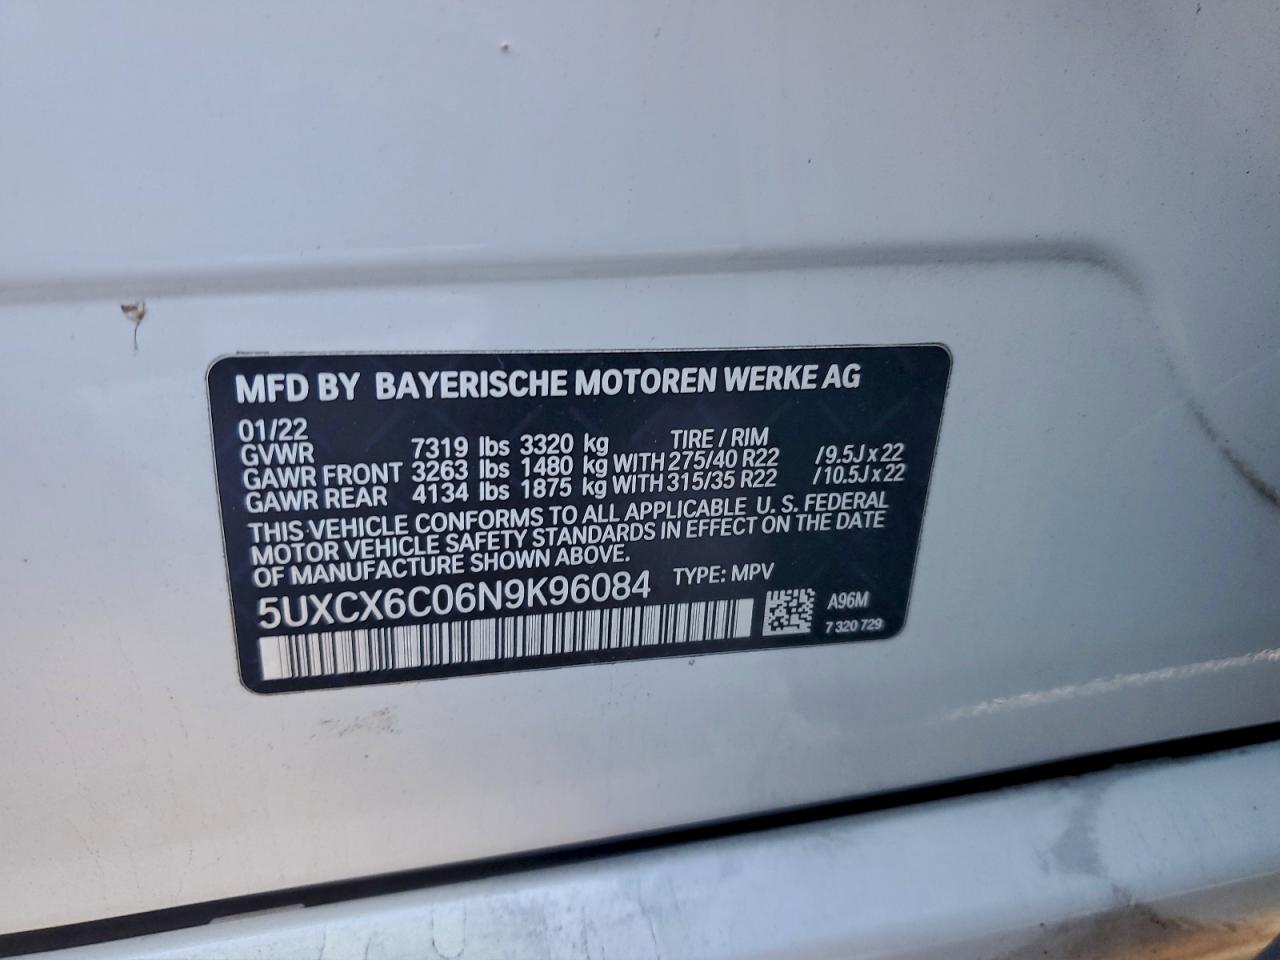 MFD BY BAYERISCHE MOTOREN WERKE AG
01/22
GVWR 7319 lbs 3320 kg TIRE / RIM
GAWR FRONT 3263 lbs 1480 kg WITH 275/40 R22 /9.5J x 22
GAWR REAR 4134 lbs 1875 kg WITH 315/35 R22 /10.5J x 22
THIS VEHICLE CONFORMS TO ALL APPLICABLE U. S. FEDERAL
MOTOR VEHICLE SAFETY STANDARDS IN EFFECT ON THE DATE
OF MANUFACTURE SHOWN ABOVE.
5UXCX6C06N9K96084 TYPE: MPV
A96M
7 320 729